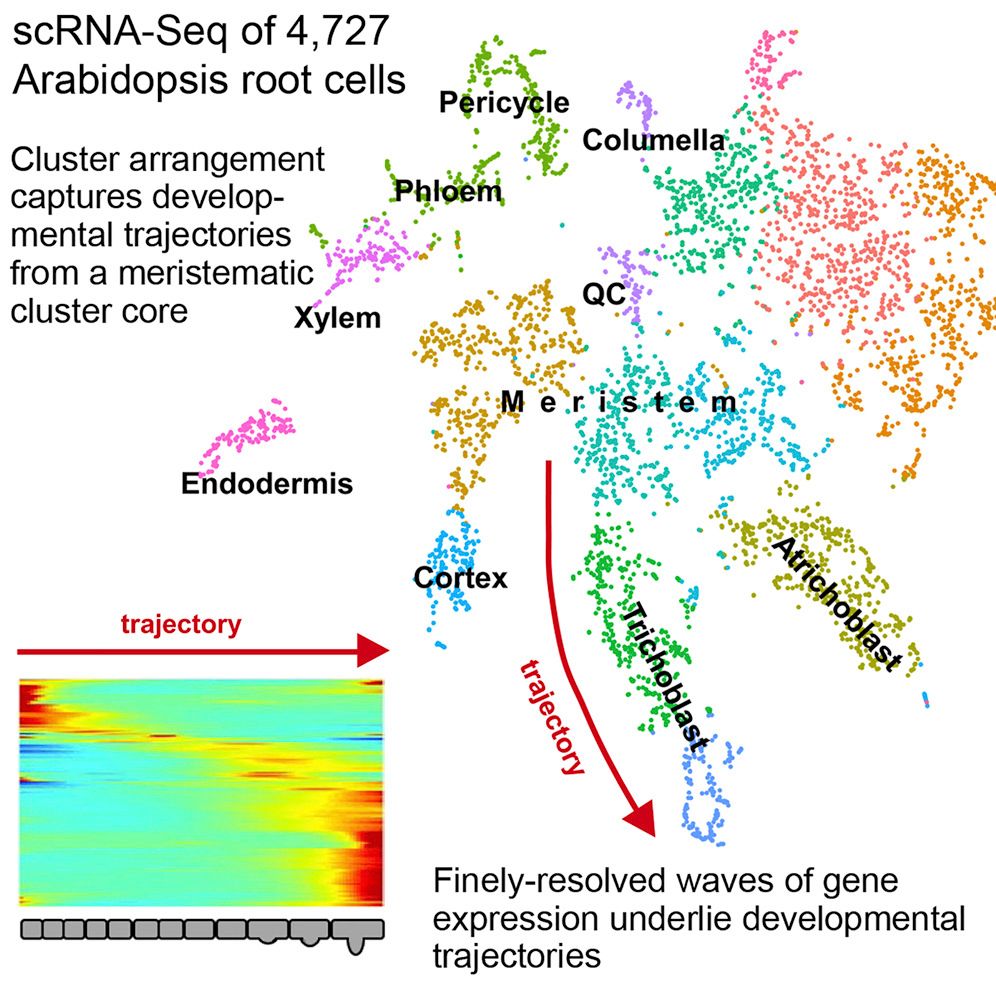 scRNA-Seq of 4,727
Arabidopsis root cells
Cluster arrangement
captures develop-
mental trajectories
from a meristematic
cluster core
Pericycle
Columella
Phloem
QC
Xylem
M e r i s t e m
Endodermis
Cortex
Atrichoblast
Trichoblast
trajectory
trajectory
Finely-resolved waves of gene
expression underlie developmental
trajectories